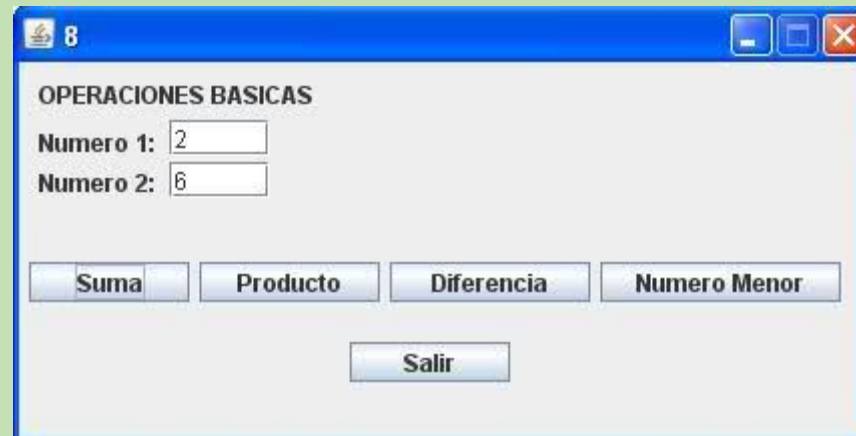 8
OPERACIONES BASICAS
Numero 1: 2
Numero 2: 6
Suma Producto Diferencia Numero Menor
Salir